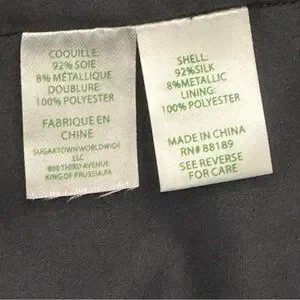 COQUILLE:
92% SOIE
8% MÉTALLIQUE
DOUBLURE:
100% POLYESTER
FABRIQUE EN
CHINE
SUGARTOWN WORLDWIDE
LLC
800 THIRD AVENUE
KING OF PRUSSIA,PA
SHELL:
92%SILK
8%METALLIC
LINING:
100% POLYESTER
MADE IN CHINA
RN# 88189
SEE REVERSE
FOR CARE